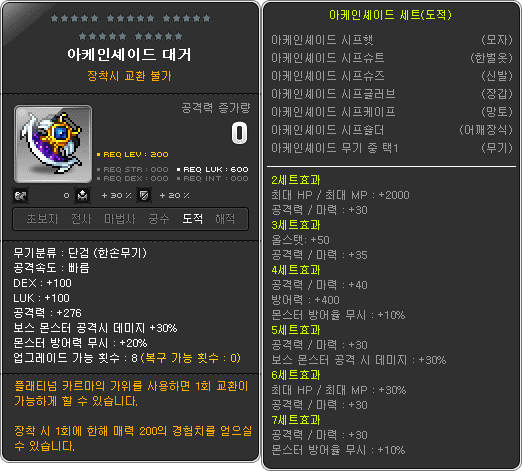 아케인셰이드 대거
장착시 교환 불가
공격력 증가량
0
REQ LEV : 200
REQ STR : 000
REQ LUK : 600
REQ DEX : 000
REQ INT : 000
0
+ 30 %
+ 20 %
초보자 전사 마법사 궁수 도적 해적
무기분류 : 단검 (한손무기)
공격속도 : 빠름
DEX : +100
LUK : +100
공격력 : +276
보스 몬스터 공격시 데미지 +30%
몬스터 방어력 무시 : +20%
업그레이드 가능 횟수 : 8 (복구 가능 횟수 : 0)
플래티넘 카르마의 가위를 사용하면 1회 교환이
가능하게 할 수 있습니다.
장착 시 1회에 한해 매력 200의 경험치를 얻으실
수 있습니다.
아케인셰이드 세트(도적)
아케인셰이드 시프햇 (모자)
아케인셰이드 시프슈트 (한벌옷)
아케인셰이드 시프슈즈 (신발)
아케인셰이드 시프글러브 (장갑)
아케인셰이드 시프케이프 (망토)
아케인셰이드 시프숄더 (어깨장식)
아케인셰이드 무기 중 택1 (무기)
2세트효과
최대 HP / 최대 MP : +2000
공격력 / 마력 : +30
3세트효과
올스탯: +50
공격력 / 마력 : +35
4세트효과
공격력 / 마력 : +40
방어력 : +400
몬스터 방어율 무시 : +10%
5세트효과
공격력 / 마력 : +30
보스 몬스터 공격 시 데미지 : +30%
6세트효과
최대 HP / 최대 MP : +30%
공격력 / 마력 : +30
7세트효과
공격력 / 마력 : +30
몬스터 방어율 무시 : +10%